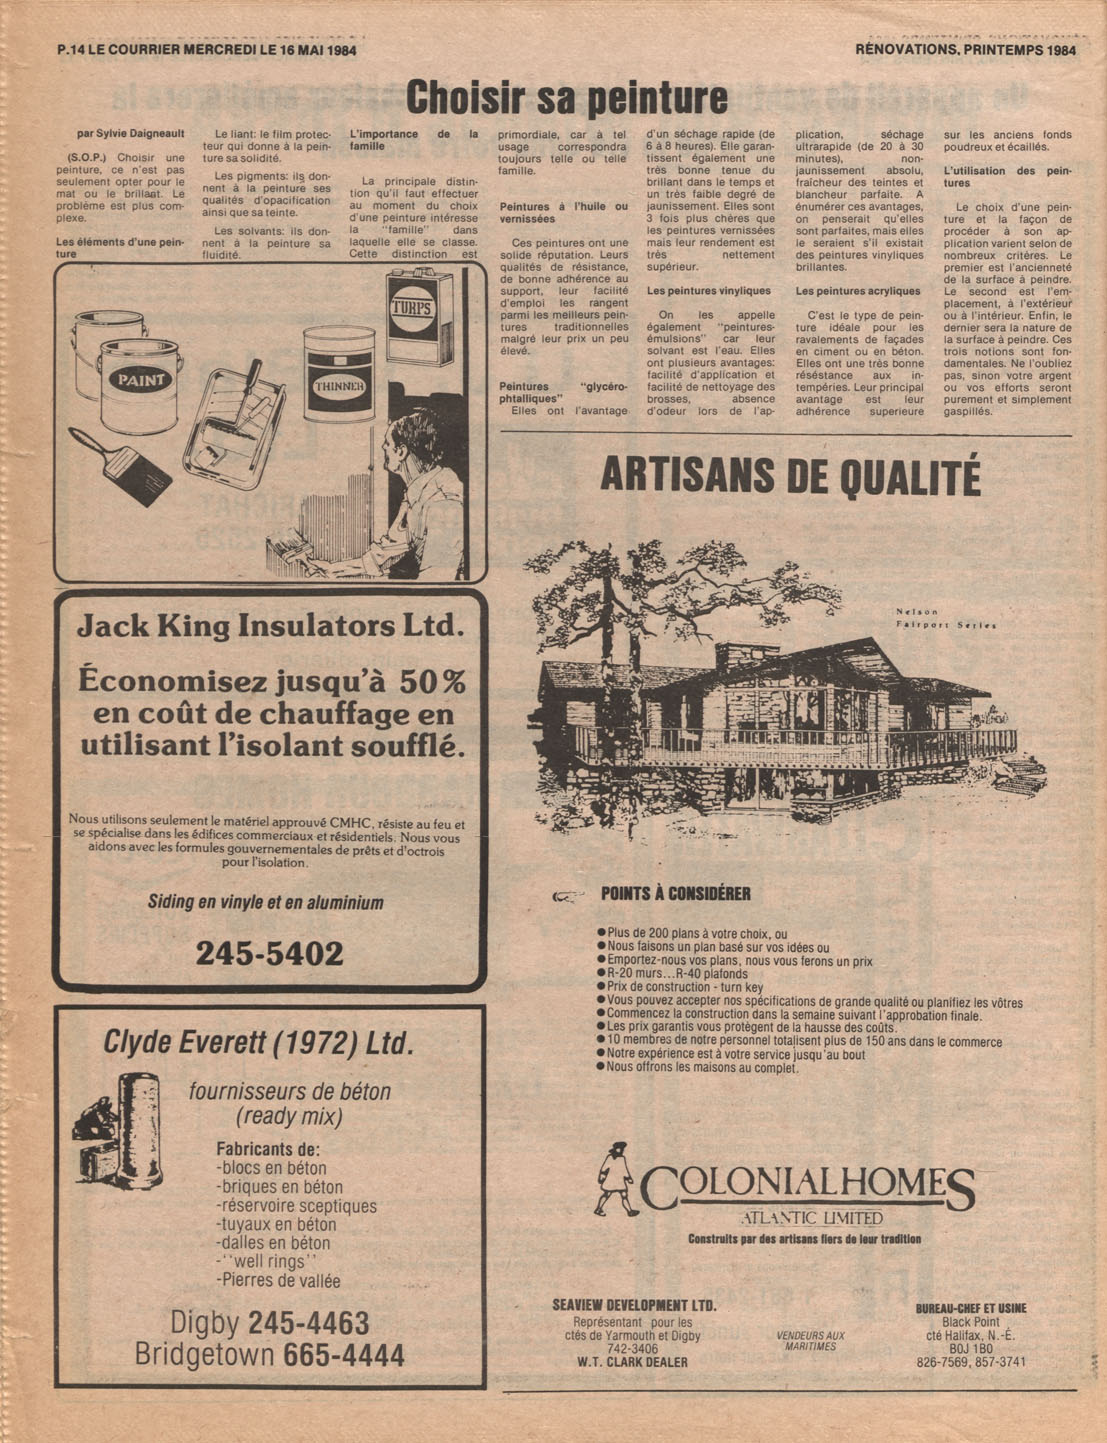 P.14 LE COURRIER MERCREDI LE 16 MAI 1984
RÉNOVATIONS, PRINTEMPS 1984
Choisir sa peinture
par Sylvie Daigneault
(S.O.P.) Choisir une
peinture, ce n'est pas
seulement opter pour le
mat ou le brillant. Le
problème est plus com-
plexe.
Les éléments d'une pein-
ture
Le liant: le film protec-
teur qui donne à la pein-
ture sa solidité.
Les pigments: ils don-
nent à la peinture ses
qualités d'opacification
ainsi que sa teinte.
Les solvants: ils don-
nent à la peinture sa
fluidité.
L'importance de la
famille
La principale distin-
tion qu'il faut effectuer
au moment du choix
d'une peinture intéresse
la "famille" dans
laquelle elle se classe.
Cette distinction est
primordiale, car à tel
usage correspondra
toujours telle ou telle
famille.
Peintures à l'huile ou
vernissées
Ces peintures ont une
solide réputation. Leurs
qualités de résistance,
de bonne adhérence au
support, leur facilité
d'emploi les rangent
parmi les meilleurs pein-
tures traditionnelles
malgré leur prix un peu
élevé.
Peintures "glycéro-
phtalliques"
Elles ont l'avantage
d'un séchage rapide (de
6 à 8 heures). Elle garan-
tissent également une
très bonne tenue du
brillant dans le temps et
un très faible degré de
jaunissement. Elles sont
3 fois plus chères que
les peintures vernissées
mais leur rendement est
très nettement
supérieur.
Les peintures vinyliques
On les appelle
également "peintures-
émulsions" car leur
solvant est l'eau. Elles
ont plusieurs avantages:
facilité d'application et
facilité de nettoyage des
brosses, absence
d'odeur lors de l'ap-
plication, séchage
ultrarapide (de 20 à 30
minutes), non-
jaunissement absolu,
fraîcheur des teintes et
blancheur parfaite. A
énumérer ces avantages,
on penserait qu'elles
sont parfaites, mais elles
le seraient s'il existait
des peintures vinyliques
brillantes.
Les peintures acryliques
C'est le type de pein-
ture idéale pour les
ravalements de façades
en ciment ou en béton.
Elles ont une très bonne
réséstance aux in-
tempéries. Leur principal
avantage est leur
adhérence superieure
sur les anciens fonds
poudreux et écaillés.
L'utilisation des pein-
tures
Le choix d'une pein-
ture et la façon de
procéder à son ap-
plication varient selon de
nombreux critères. Le
premier est l'ancienneté
de la surface à peindre.
Le second est l'em-
placement, à l'extérieur
ou à l'intérieur. Enfin, le
dernier sera la nature de
la surface à peindre. Ces
trois notions sont fon-
damentales. Ne l'oubliez
pas, sinon votre argent
ou vos efforts seront
purement et simplement
gaspillés.
TURPS
PAINT
THINNER
Jack King Insulators Ltd.
Économisez jusqu'à 50%
en coût de chauffage en
utilisant l'isolant soufflé.
Nous utilisons seulement le matériel approuvé CMHC, résiste au feu et
se spécialise dans les édifices commerciaux et résidentiels. Nous vous
aidons avec les formules gouvernementales de prêts et d'octrois
pour l'isolation.
Siding en vinyle et en aluminium
245-5402
Clyde Everett (1972) Ltd.
fournisseurs de béton
(ready mix)
Fabricants de:
-blocs en béton
-briques en béton
-réservoire sceptiques
-tuyaux en béton
-dalles en béton
-"well rings"
-Pierres de vallée
Digby 245-4463
Bridgetown 665-4444
ARTISANS DE QUALITÉ
Nelson
Fairport Series
POINTS À CONSIDÉRER
●Plus de 200 plans à votre choix, ou
●Nous faisons un plan basé sur vos idées ou
●Emportez-nous vos plans, nous vous ferons un prix
●R-20 murs...R-40 plafonds
●Prix de construction - turn key
●Vous pouvez accepter nos spécifications de grande qualité ou planifiez les vôtres
●Commencez la construction dans la semaine suivant l'approbation finale.
●Les prix garantis vous protègent de la hausse des coûts.
●10 membres de notre personnel totalisent plus de 150 ans dans le commerce
●Notre expérience est à votre service jusqu'au bout
●Nous offrons les maisons au complet.
COLONIAL HOMES
ATLANTIC LIMITED
Construits par des artisans fiers de leur tradition
SEAVIEW DEVELOPMENT LTD.
Représentant pour les
ctés de Yarmouth et Digby
742-3406
W.T. CLARK DEALER
VENDEURS AUX
MARITIMES
BUREAU-CHEF ET USINE
Black Point
cté Halifax, N.-É.
B0J 1B0
826-7569, 857-3741